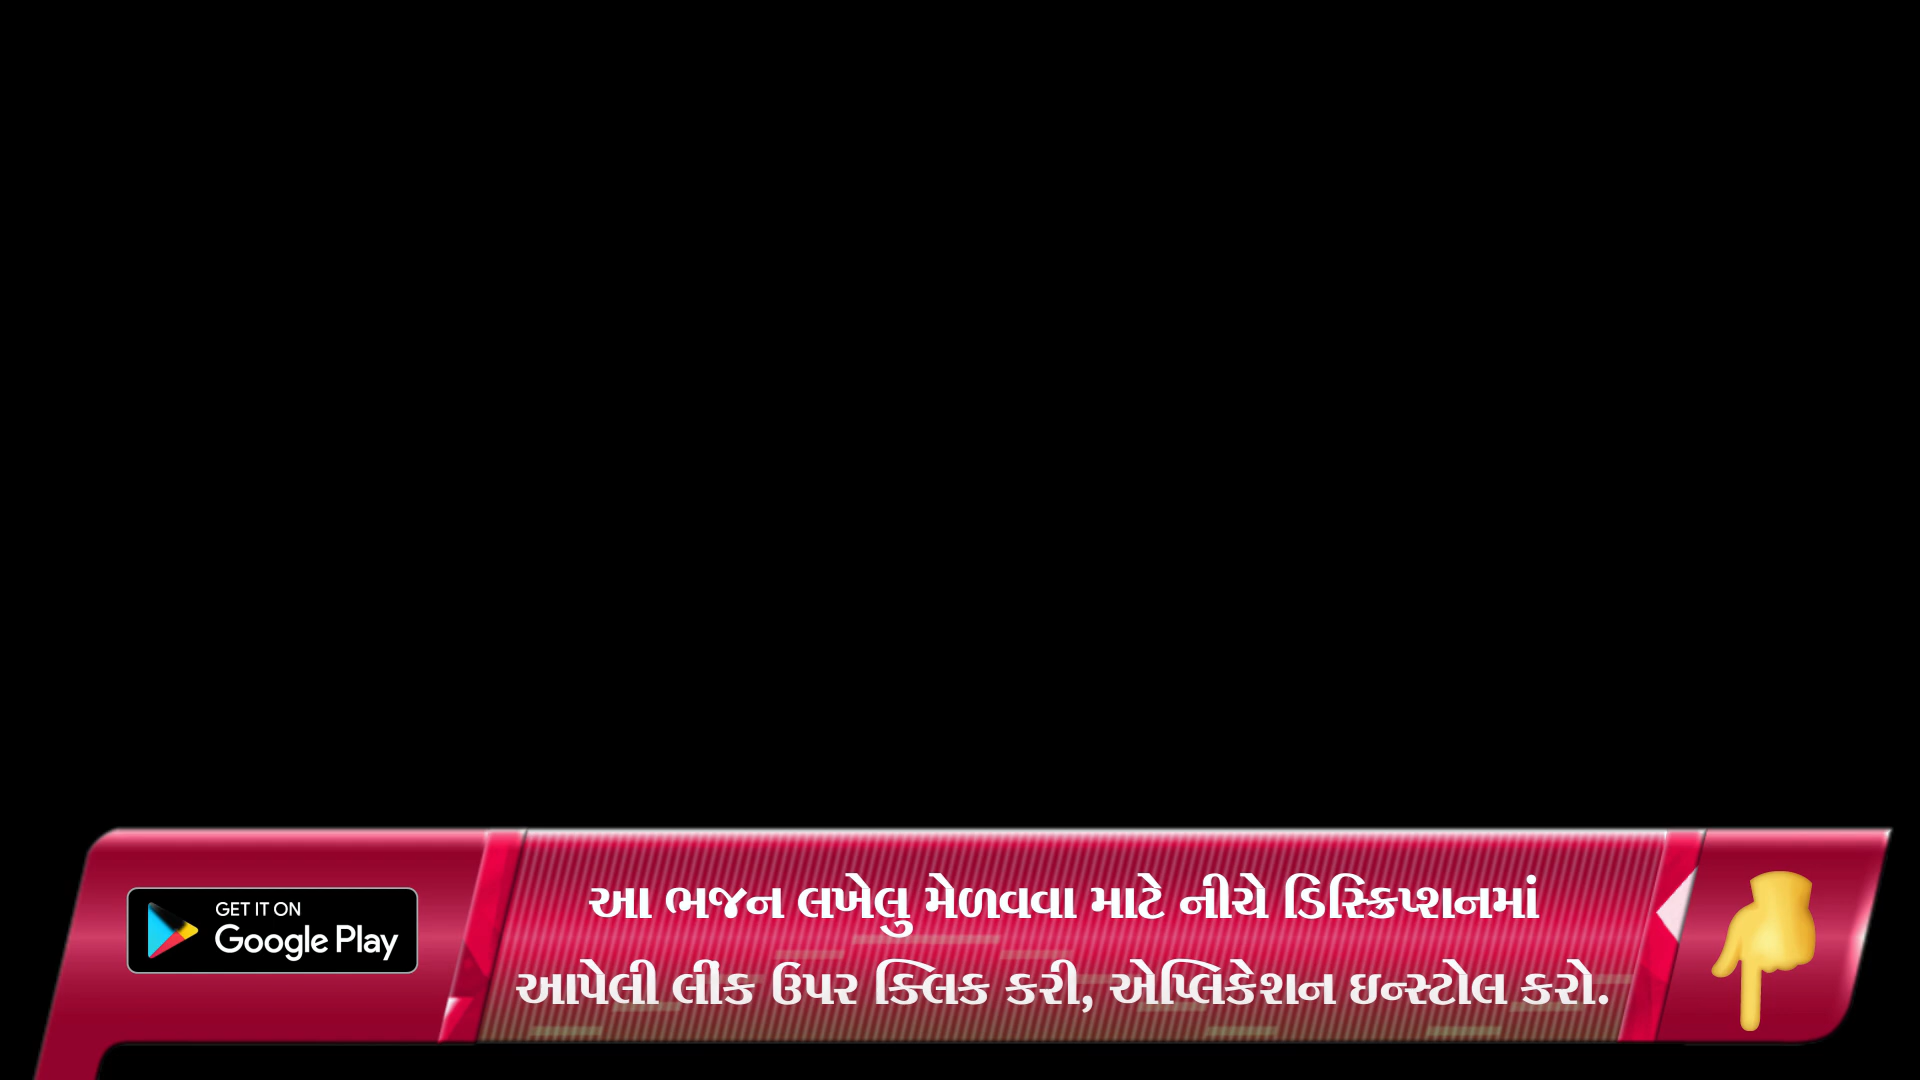 GET IT ON
Google Play
આ ભજન લખેલુ મેળવવા માટે નીચે ડિસ્ક્રિપ્શનમાં
આપેલી લીંક ઉપર ક્લિક કરી, એપ્લિકેશન ઇન્સ્ટોલ કરો.